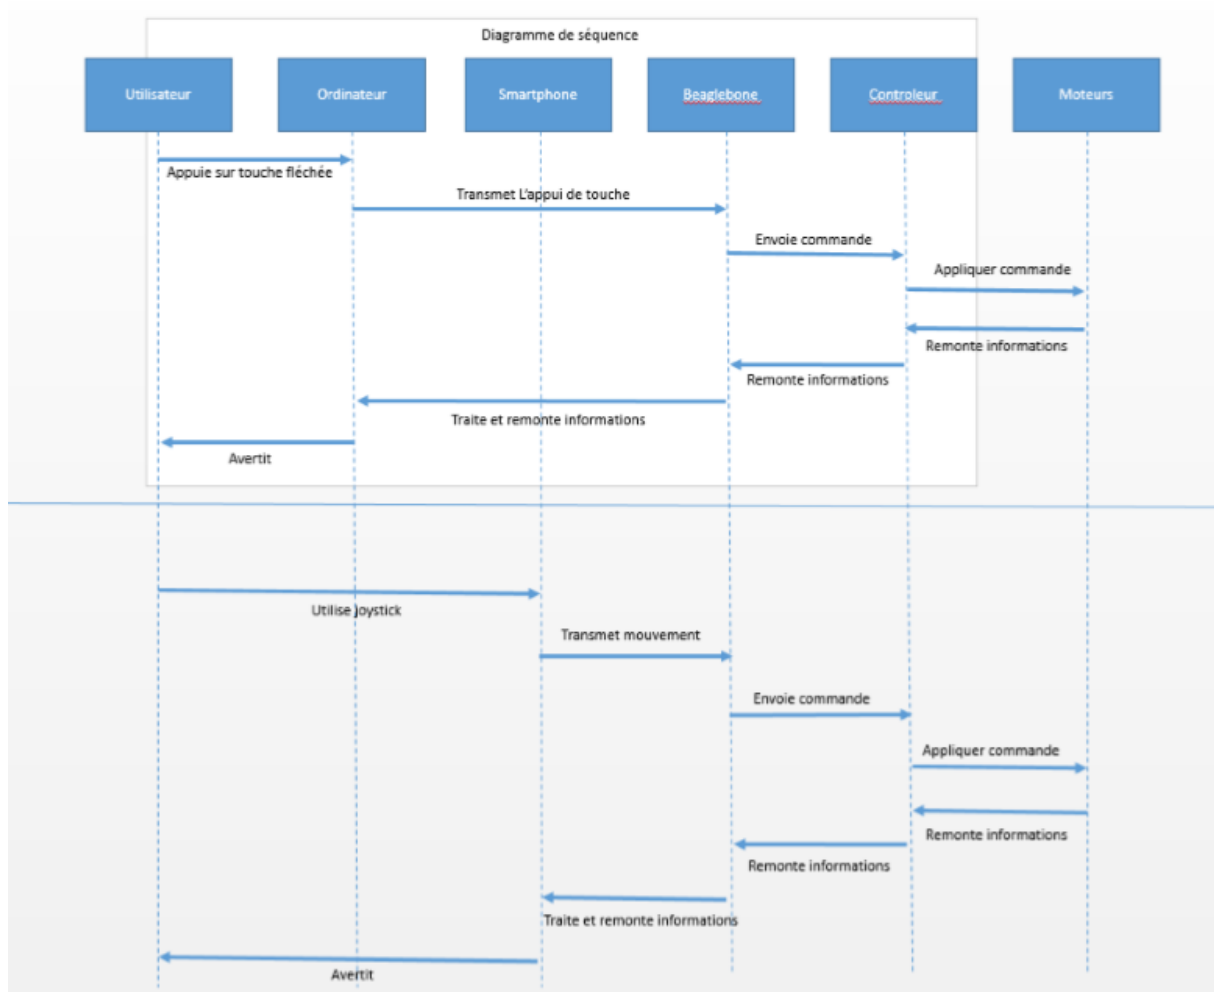 Diagramme de séquence
Utilisateur
Ordinateur
Smartphone
Beaglebone
Controleur
Moteurs
Appuie sur touche fléchée
Transmet L'appui de touche
Envoie commande
Appliquer commande
Remonte informations
Remonte informations
Traite et remonte informations
Avertit
Utilise joystick
Transmet mouvement
Envoie commande
Appliquer commande
Remonte informations
Remonte informations
Traite et remonte informations
Avertit